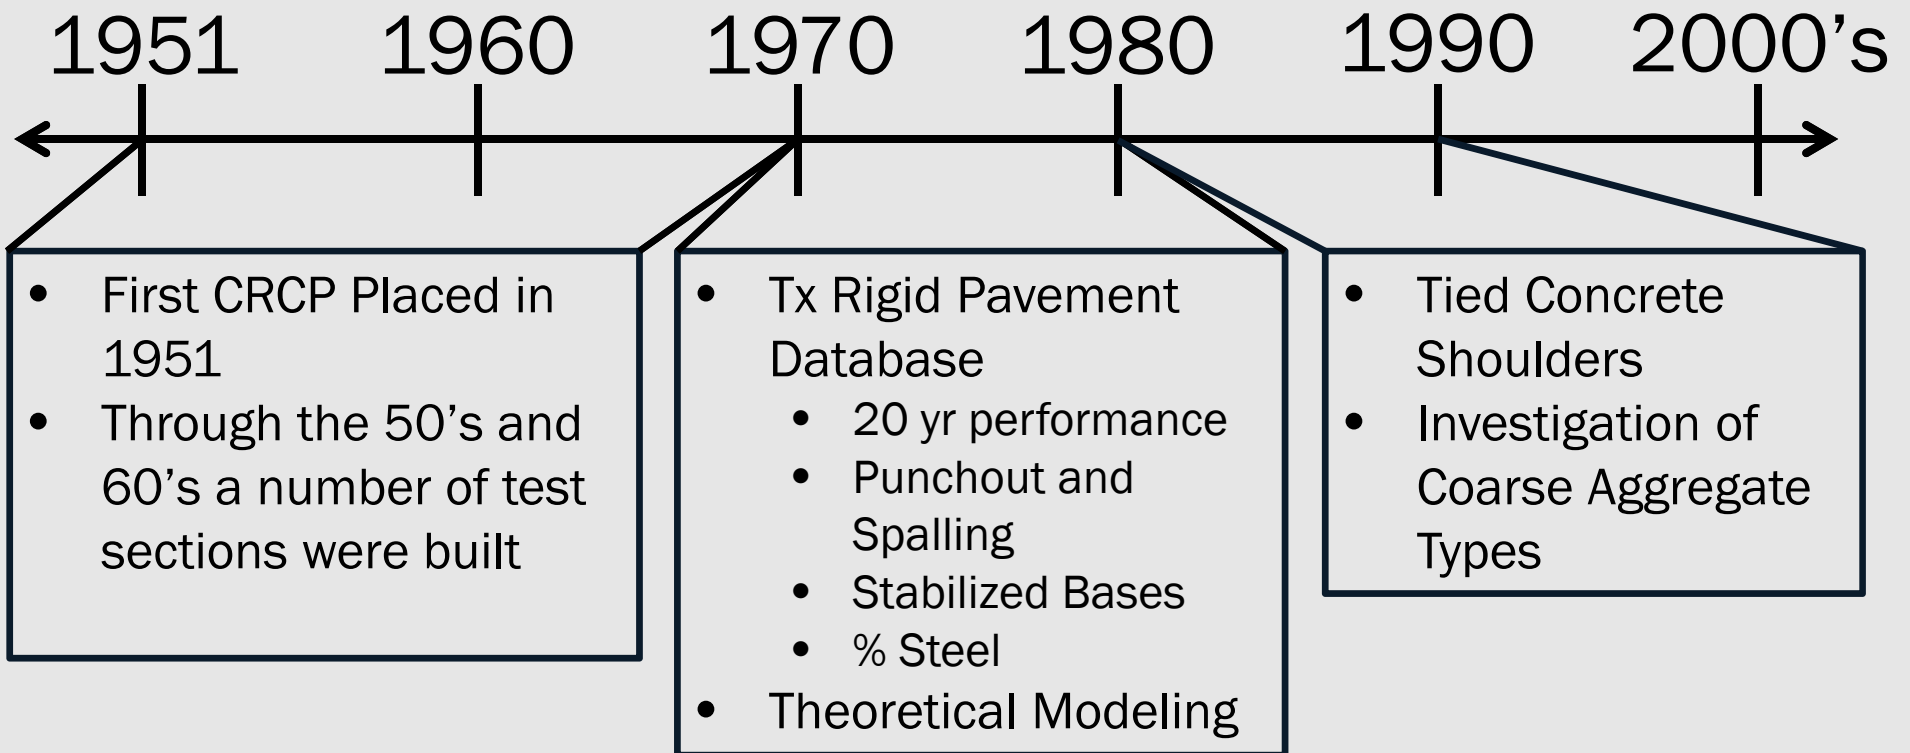 1951 1960 1970 1980 1990 2000’s
• First CRCP Placed in
1951
• Through the 50’s and
60’s a number of test
sections were built
• Tx Rigid Pavement
Database
• 20 yr performance
• Punchout and
Spalling
• Stabilized Bases
• % Steel
• Theoretical Modeling
• Tied Concrete
Shoulders
• Investigation of
Coarse Aggregate
Types